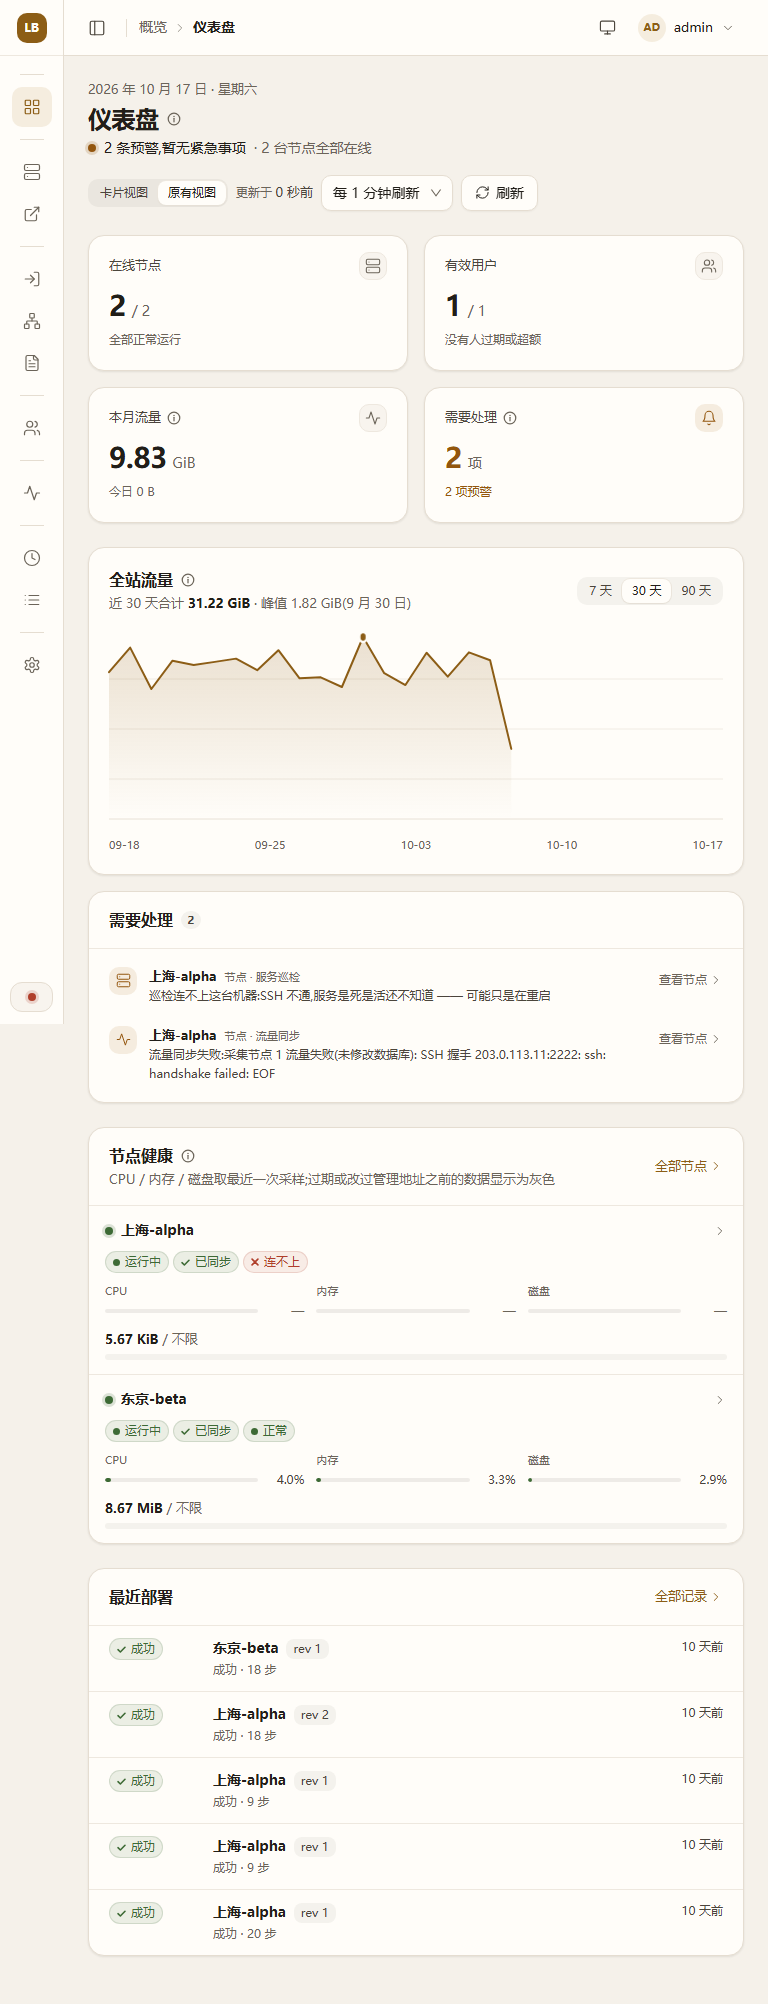 LB
概览 > 仪表盘
AD admin
2026 年 10 月 17 日 · 星期六
仪表盘
2 条预警,暂无紧急事项 · 2 台节点全部在线
卡片视图 原有视图 更新于 0 秒前 每 1 分钟刷新 刷新
在线节点
2 / 2
全部正常运行
有效用户
1 / 1
没有人过期或超额
本月流量
9.83 GiB
今日 0 B
需要处理
2 项
2 项预警
全站流量
近 30 天合计 31.22 GiB · 峰值 1.82 GiB(9 月 30 日)
7 天 30 天 90 天
09-18 09-25 10-03 10-10 10-17
需要处理 2
上海-alpha 节点 · 服务巡检
巡检连不上这台机器:SSH 不通,服务是死是活还不知道 —— 可能只是在重启
查看节点
上海-alpha 节点 · 流量同步
流量同步失败:采集节点 1 流量失败(未修改数据库): SSH 握手 203.0.113.11:2222: ssh:
handshake failed: EOF
查看节点
节点健康
CPU / 内存 / 磁盘取最近一次采样;过期或改过管理地址之前的数据显示为灰色
全部节点
上海-alpha
运行中 已同步 连不上
CPU 内存 磁盘
— — —
5.67 KiB / 不限
东京-beta
运行中 已同步 正常
CPU 内存 磁盘
4.0% 3.3% 2.9%
8.67 MiB / 不限
最近部署
全部记录
成功 东京-beta rev 1 10 天前
成功 · 18 步
成功 上海-alpha rev 2 10 天前
成功 · 18 步
成功 上海-alpha rev 1 10 天前
成功 · 9 步
成功 上海-alpha rev 1 10 天前
成功 · 9 步
成功 上海-alpha rev 1 10 天前
成功 · 20 步